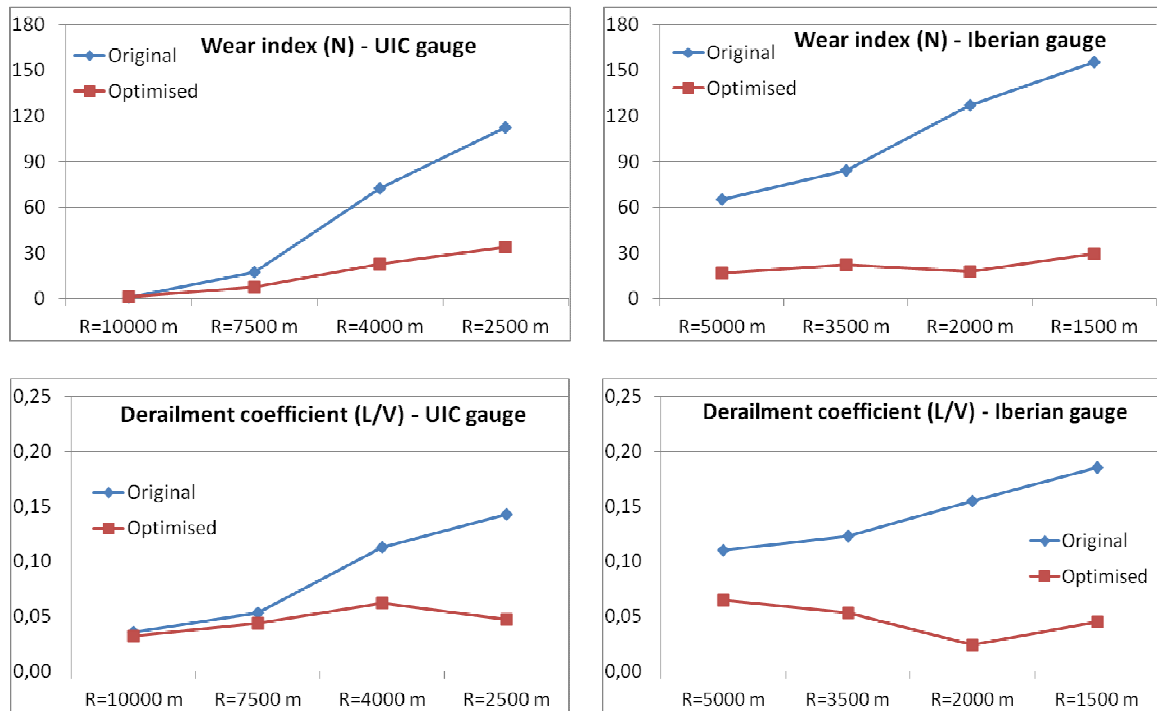 Wear index (N) - UIC gauge
180
150
120
90
60
30
0
Original
Optimised
R=10000 m R=7500 m R=4000 m R=2500 m
Wear index (N) - Iberian gauge
180
150
120
90
60
30
0
Original
Optimised
R=5000 m R=3500 m R=2000 m R=1500 m
Derailment coefficient (L/V) - UIC gauge
0,25
0,20
0,15
0,10
0,05
0,00
Original
Optimised
R=10000 m R=7500 m R=4000 m R=2500 m
Derailment coefficient (L/V) - Iberian gauge
0,25
0,20
0,15
0,10
0,05
0,00
Original
Optimised
R=5000 m R=3500 m R=2000 m R=1500 m